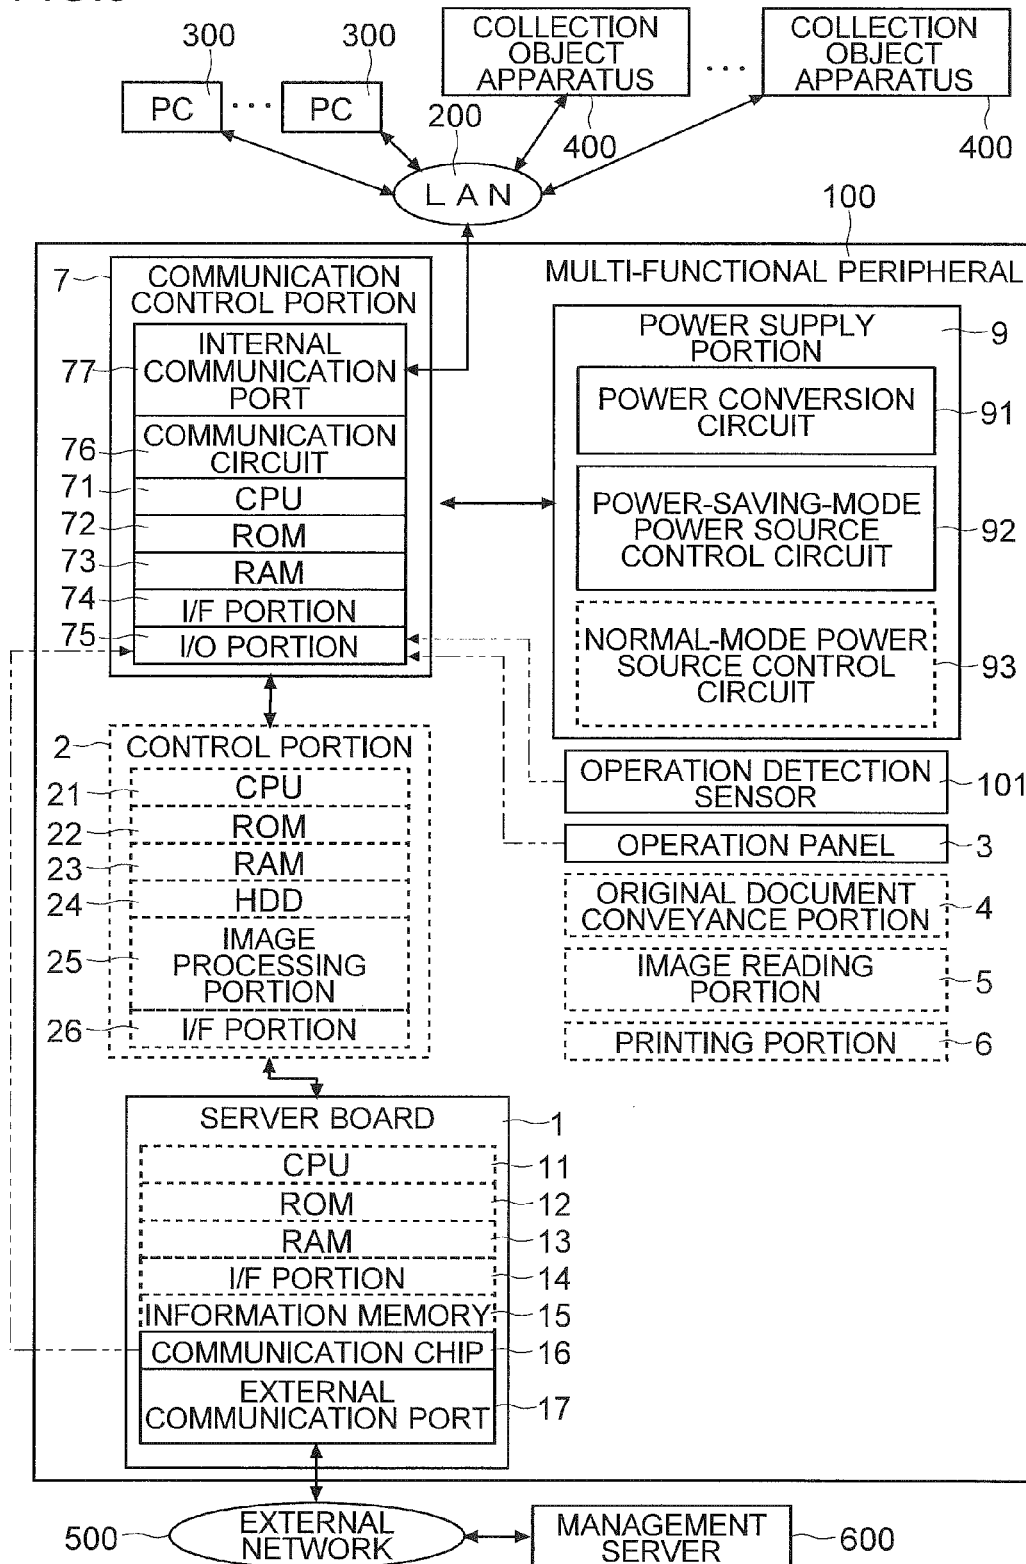 300
300
PC
...
PC
COLLECTION
OBJECT
APPARATUS
...
COLLECTION
OBJECT
APPARATUS
200
400
400
LAN
100
MULTI-FUNCTIONAL PERIPHERAL
7
COMMUNICATION
CONTROL PORTION
77
INTERNAL
COMMUNICATION
PORT
76
COMMUNICATION
CIRCUIT
71
CPU
72
ROM
73
RAM
74
I/F PORTION
75
I/O PORTION
POWER SUPPLY
PORTION
9
POWER CONVERSION
CIRCUIT
91
POWER-SAVING-MODE
POWER SOURCE
CONTROL CIRCUIT
92
NORMAL-MODE POWER
SOURCE CONTROL
CIRCUIT
93
2
CONTROL PORTION
21
CPU
22
ROM
23
RAM
24
HDD
25
IMAGE
PROCESSING
PORTION
26
I/F PORTION
OPERATION DETECTION
SENSOR
101
OPERATION PANEL
3
ORIGINAL DOCUMENT
CONVEYANCE PORTION
4
IMAGE READING
PORTION
5
PRINTING PORTION
6
SERVER BOARD
1
CPU
11
ROM
12
RAM
13
I/F PORTION
14
INFORMATION MEMORY
15
COMMUNICATION CHIP
16
EXTERNAL
COMMUNICATION PORT
17
500
EXTERNAL
NETWORK
MANAGEMENT
SERVER
600